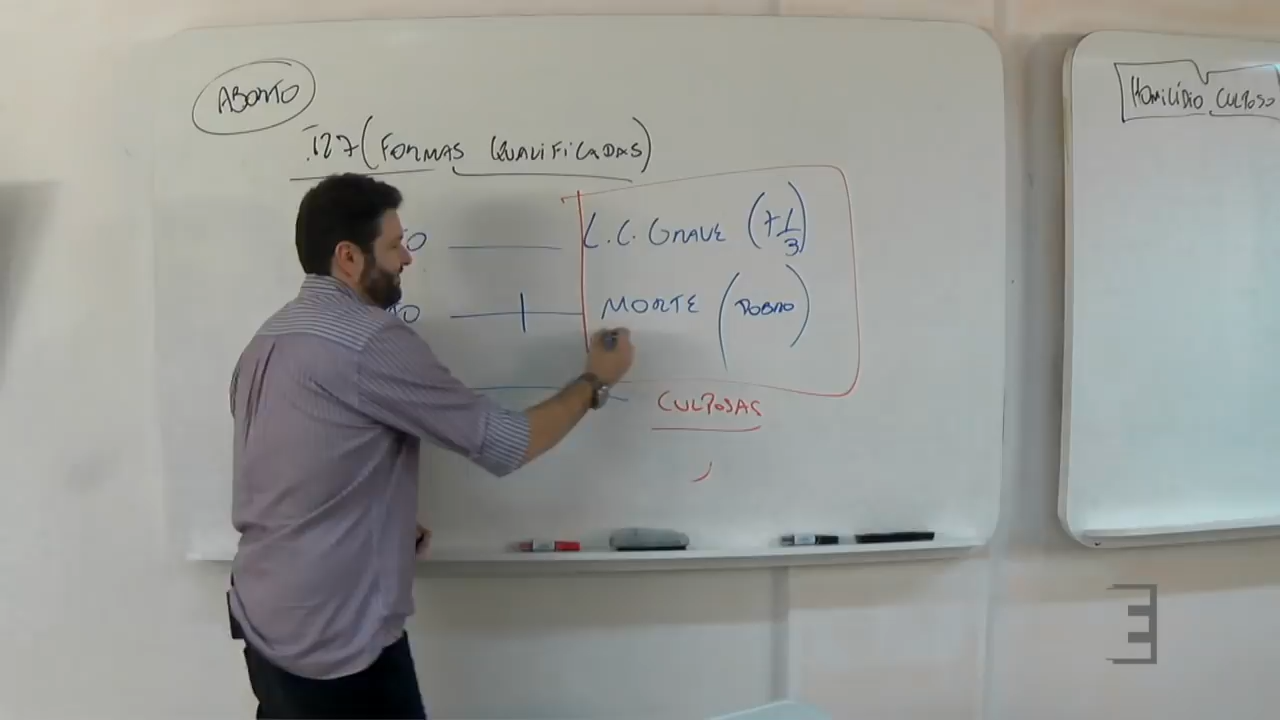 ABORTO
.127 (FORMAS QUALIFICADAS)
L.C. GRAVE (+1/3)
MORTE (DOBRO)
CULPOSAS
HOMICÍDIO CULPOSO